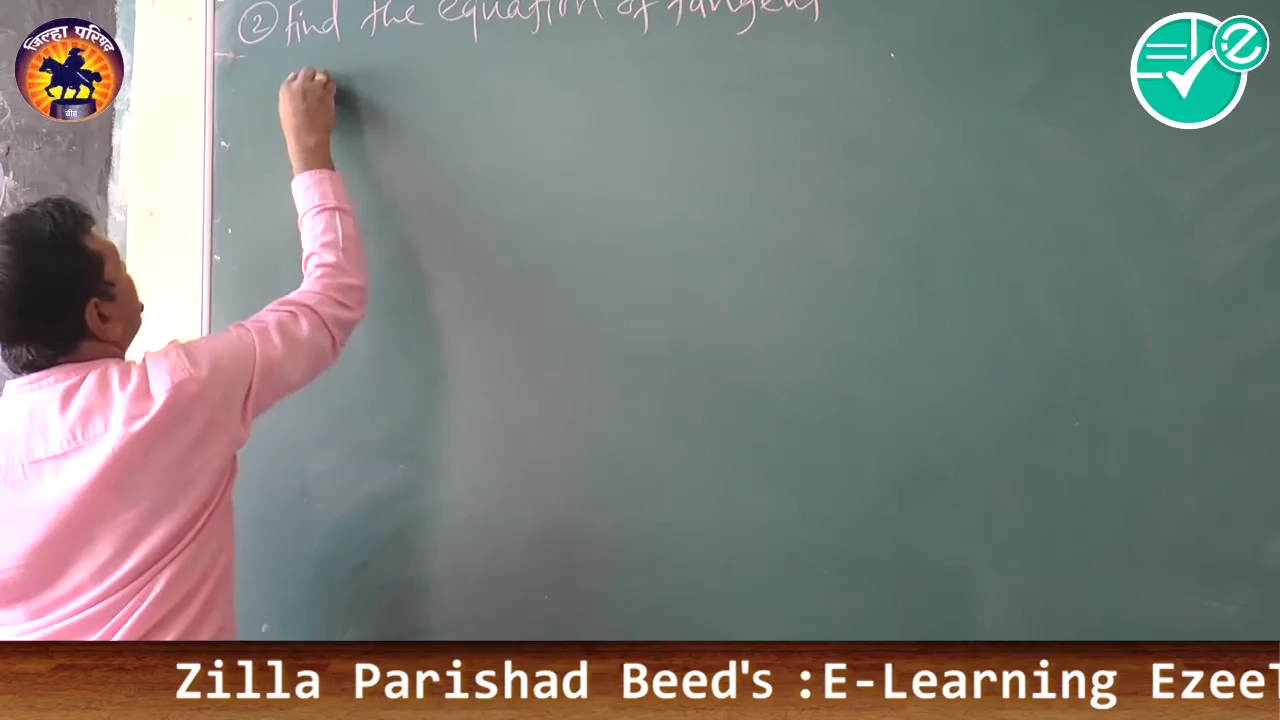 ② Find the equation of tangent
जिल्हा परिषद
बीड
Zilla Parishad Beed's :E-Learning Ezee